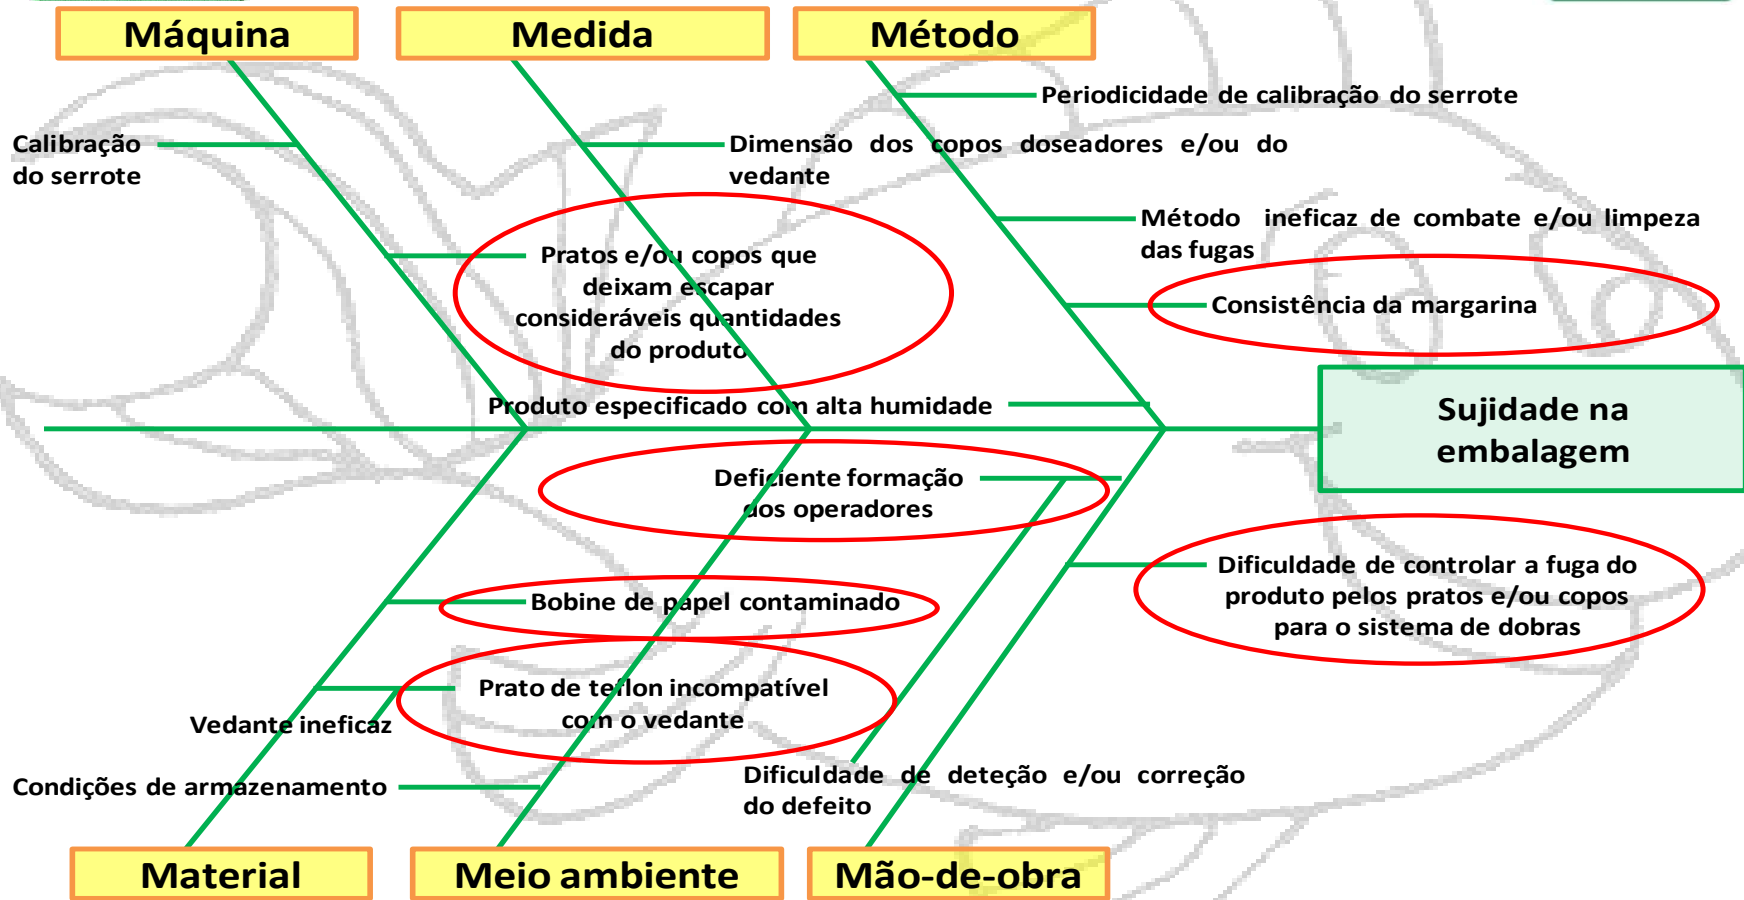 Máquina
Medida
Método
Periodicidade de calibração do serrote
Calibração
do serrote
Dimensão dos copos doseadores e/ou do
vedante
Método ineficaz de combate e/ou limpeza
das fugas
Pratos e/ou copos que
deixam escapar
consideráveis quantidades
do produto
Consistência da margarina
Produto especificado com alta humidade
Sujidade na
embalagem
Deficiente formação
dos operadores
Dificuldade de controlar a fuga do
produto pelos pratos e/ou copos
para o sistema de dobras
Bobine de papel contaminado
Prato de teflon incompatível
com o vedante
Vedante ineficaz
Condições de armazenamento
Dificuldade de deteção e/ou correção
do defeito
Material
Meio ambiente
Mão-de-obra